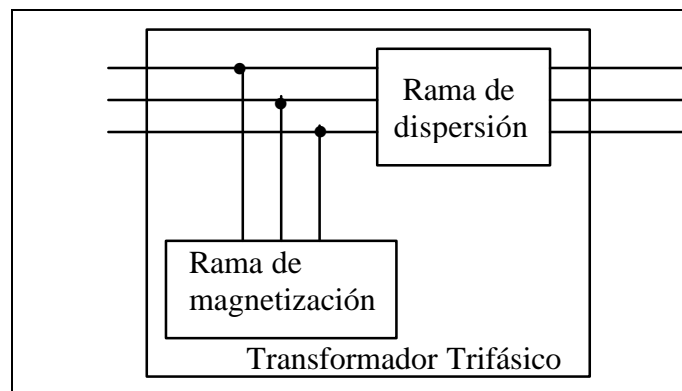 Rama de
dispersión
Rama de
magnetización
Transformador Trifásico